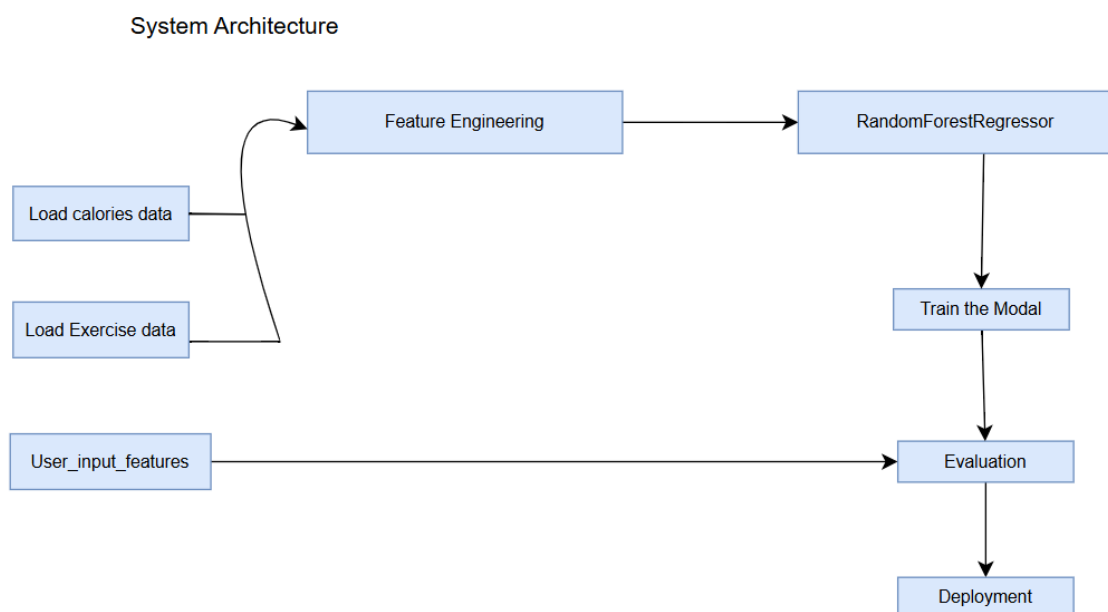 System Architecture
Feature Engineering
RandomForestRegressor
Load calories data
Train the Modal
Load Exercise data
User_input_features
Evaluation
Deployment